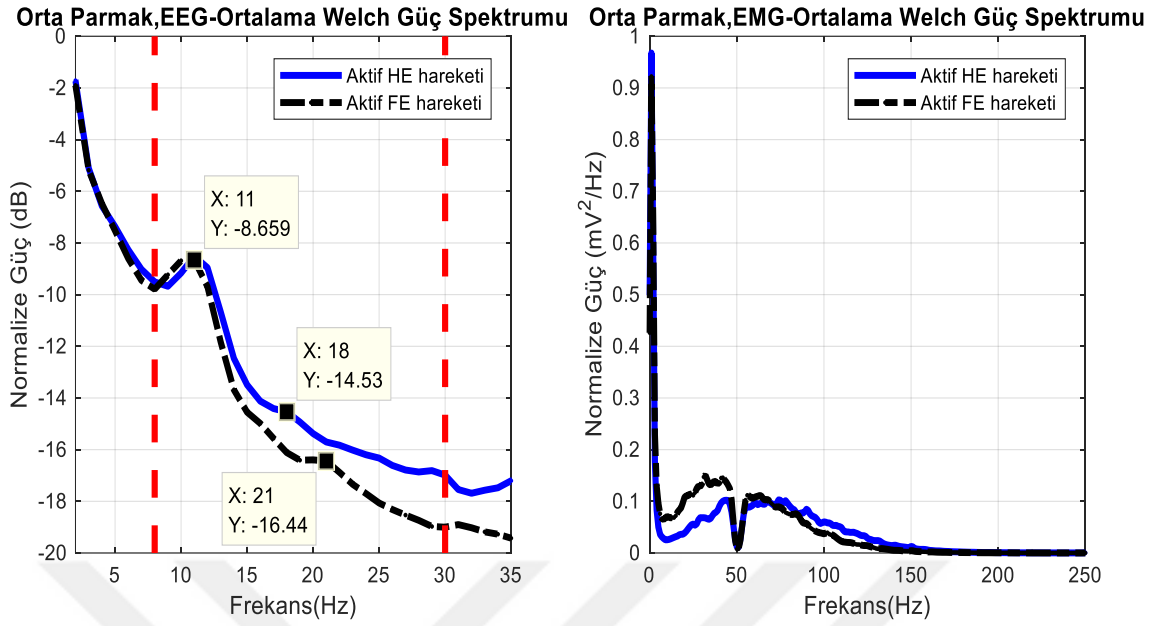 Orta Parmak,EEG-Ortalama Welch Güç Spektrumu
0
-2
-4
-6
-8
-10
-12
-14
-16
-18
-20
Normalize Güç (dB)
Aktif HE hareketi
Aktif FE hareketi
X: 11
Y: -8.659
X: 18
Y: -14.53
X: 21
Y: -16.44
5 10 15 20 25 30 35
Frekans(Hz)
Orta Parmak,EMG-Ortalama Welch Güç Spektrumu
1
0.9
0.8
0.7
0.6
0.5
0.4
0.3
0.2
0.1
0
Normalize Güç (mV²/Hz)
Aktif HE hareketi
Aktif FE hareketi
0 50 100 150 200 250
Frekans(Hz)